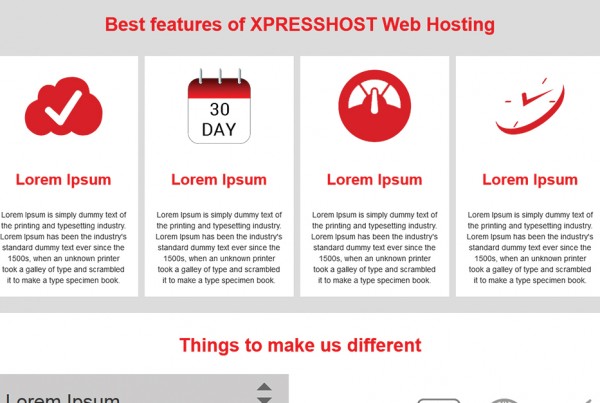 Best features of XPRESSHOST Web Hosting
30
DAY
Lorem Ipsum
Lorem Ipsum is simply dummy text of
the printing and typesetting industry.
Lorem Ipsum has been the industry's
standard dummy text ever since the
1500s, when an unknown printer
took a galley of type and scrambled
it to make a type specimen book.
Lorem Ipsum
Lorem Ipsum is simply dummy text of
the printing and typesetting industry.
Lorem Ipsum has been the industry's
standard dummy text ever since the
1500s, when an unknown printer
took a galley of type and scrambled
it to make a type specimen book.
Lorem Ipsum
Lorem Ipsum is simply dummy text of
the printing and typesetting industry.
Lorem Ipsum has been the industry's
standard dummy text ever since the
1500s, when an unknown printer
took a galley of type and scrambled
it to make a type specimen book.
Lorem Ipsum
Lorem Ipsum is simply dummy text of
the printing and typesetting industry.
Lorem Ipsum has been the industry's
standard dummy text ever since the
1500s, when an unknown printer
took a galley of type and scrambled
it to make a type specimen book.
Things to make us different
Lorem Ipsum